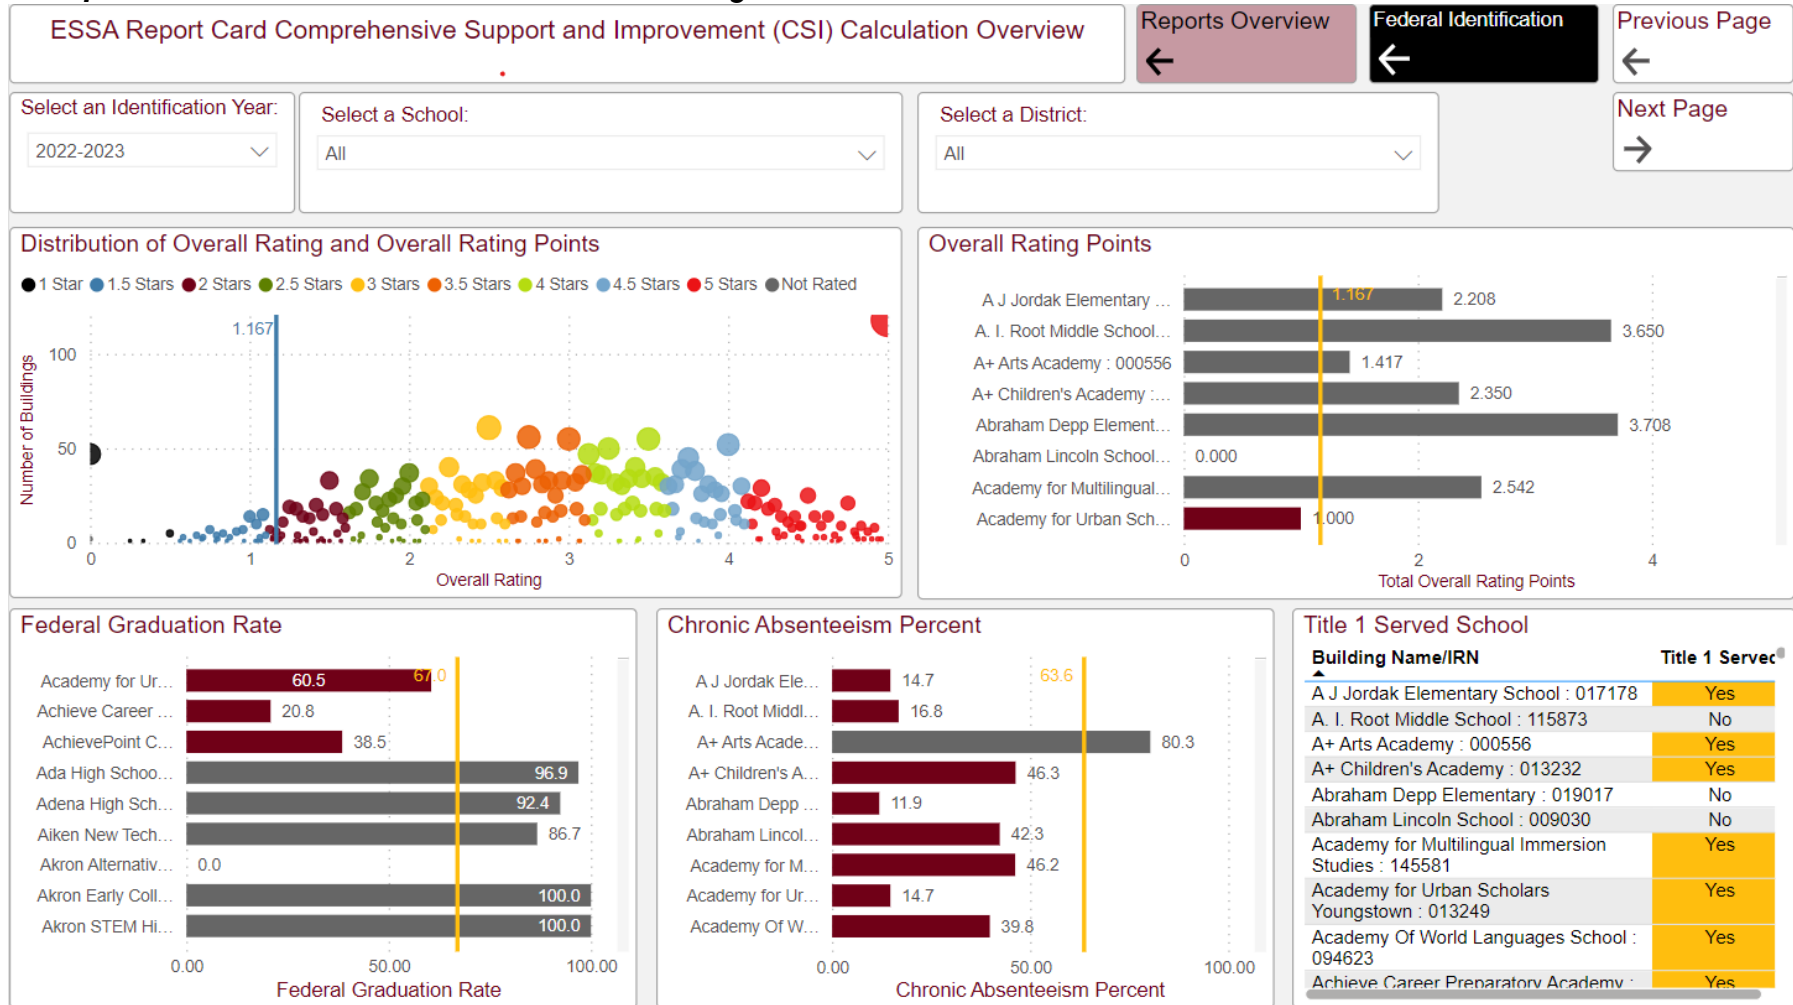 ESSA Report Card Comprehensive Support and Improvement (CSI) Calculation Overview
Reports Overview
Federal Identification
Previous Page
Select an Identification Year:
2022-2023
Select a School:
All
Select a District:
All
Next Page
Distribution of Overall Rating and Overall Rating Points
1 Star 1.5 Stars 2 Stars 2.5 Stars 3 Stars 3.5 Stars 4 Stars 4.5 Stars 5 Stars Not Rated
1.167
Number of Buildings
100
50
0
0 1 2 3 4 5
Overall Rating
Overall Rating Points
1.167
A J Jordak Elementary ... 2.208
A. I. Root Middle School... 3.650
A+ Arts Academy : 000556 1.417
A+ Children's Academy :... 2.350
Abraham Depp Element... 3.708
Abraham Lincoln School... 0.000
Academy for Multilingual... 2.542
Academy for Urban Sch... 1.000
0 2 4
Total Overall Rating Points
Federal Graduation Rate
67.0
Academy for Ur... 60.5
Achieve Career ... 20.8
AchievePoint C... 38.5
Ada High Schoo... 96.9
Adena High Sch... 92.4
Aiken New Tech... 86.7
Akron Alternativ... 0.0
Akron Early Coll... 100.0
Akron STEM Hi... 100.0
0.00 50.00 100.00
Federal Graduation Rate
Chronic Absenteeism Percent
63.6
A J Jordak Ele... 14.7
A. I. Root Middl... 16.8
A+ Arts Acade... 80.3
A+ Children's A... 46.3
Abraham Depp ... 11.9
Abraham Lincol... 42.3
Academy for M... 46.2
Academy for Ur... 14.7
Academy Of W... 39.8
0.00 50.00 100.00
Chronic Absenteeism Percent
Title 1 Served School
Building Name/IRN Title 1 Served
A J Jordak Elementary School : 017178 Yes
A. I. Root Middle School : 115873 No
A+ Arts Academy : 000556 Yes
A+ Children's Academy : 013232 Yes
Abraham Depp Elementary : 019017 No
Abraham Lincoln School : 009030 No
Academy for Multilingual Immersion Yes
Studies : 145581
Academy for Urban Scholars Yes
Youngstown : 013249
Academy Of World Languages School : Yes
094623
Achieve Career Preparatory Academy : Yes